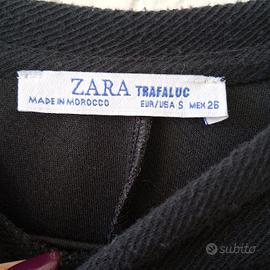 ZARA TRAFALUC
MADE IN MOROCCO EUR/USA S MEX 26
subito